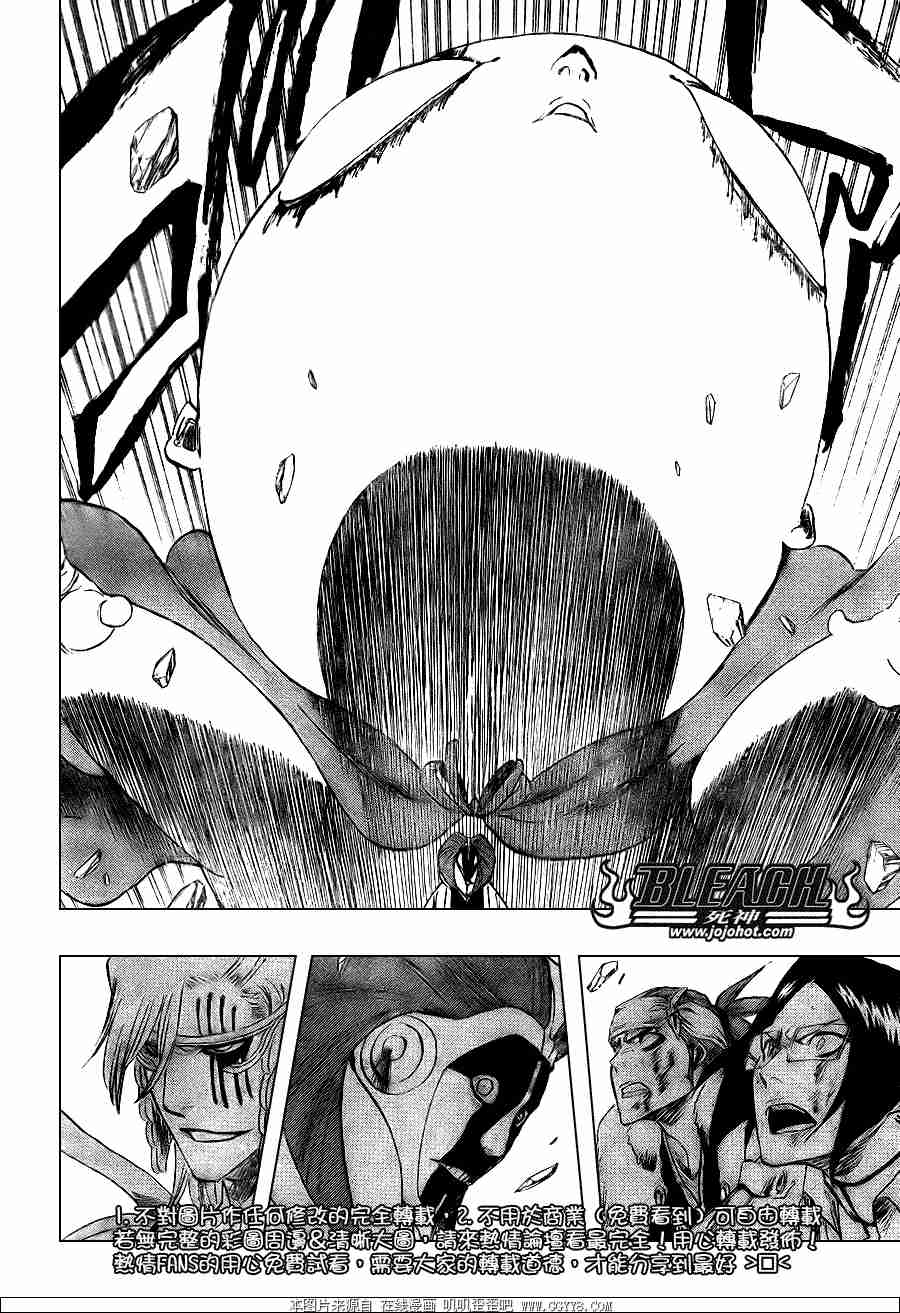 BLEACH
死神
www.jojohot.com
1. 不對圖片作任何修改的完全轉載，2. 不用於商業（免費看到）可自由轉載
若無完整的彩圖周邊&清晰大圖，請來熱情論壇看最完全！用心轉載發佈！
熱情FANS的用心免費試看，需要大家的轉載道德，才能分享到最好 >口<
本图片来源自 在线漫画 叽叽歪歪吧 www.GGYY8.com